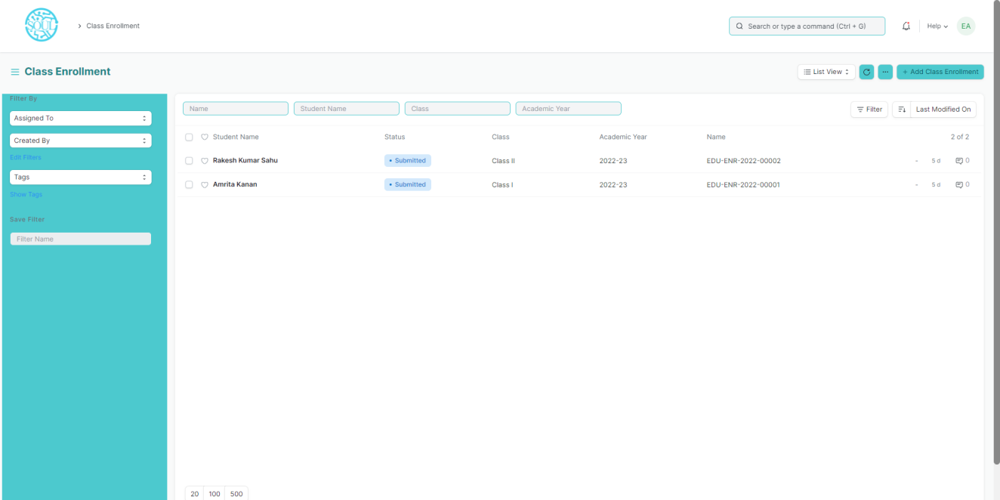 SOUL
Class Enrollment
Search or type a command (Ctrl + G)
Help
EA
Class Enrollment
List View
+ Add Class Enrollment
Filter By
Assigned To
Created By
Edit Filters
Tags
Show Tags
Save Filter
Filter Name
Name Student Name Class Academic Year
Filter
Last Modified On
Student Name Status Class Academic Year Name 2 of 2
Rakesh Kumar Sahu • Submitted Class II 2022-23 EDU-ENR-2022-00002 - 5 d 0
Amrita Kanan • Submitted Class I 2022-23 EDU-ENR-2022-00001 - 5 d 0
20 100 500